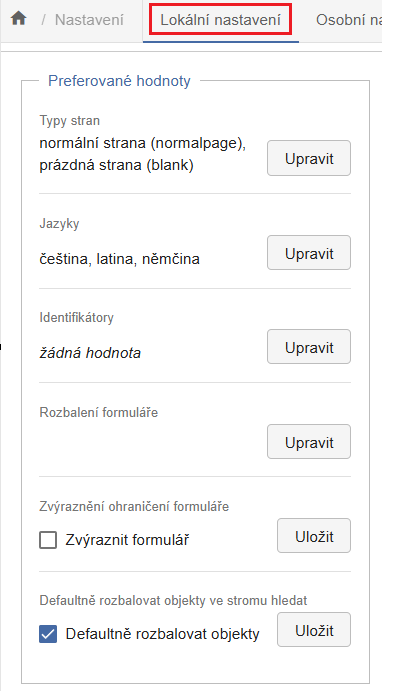 / Nastavení Lokální nastavení Osobní na
Preferované hodnoty
Typy stran
normální strana (normalpage),
prázdná strana (blank)
Upravit
Jazyky
čeština, latina, němčina
Upravit
Identifikátory
žádná hodnota
Upravit
Rozbalení formuláře
Upravit
Zvýraznění ohraničení formuláře
Zvýraznit formulář
Uložit
Defaultně rozbalovat objekty ve stromu hledat
Defaultně rozbalovat objekty
Uložit